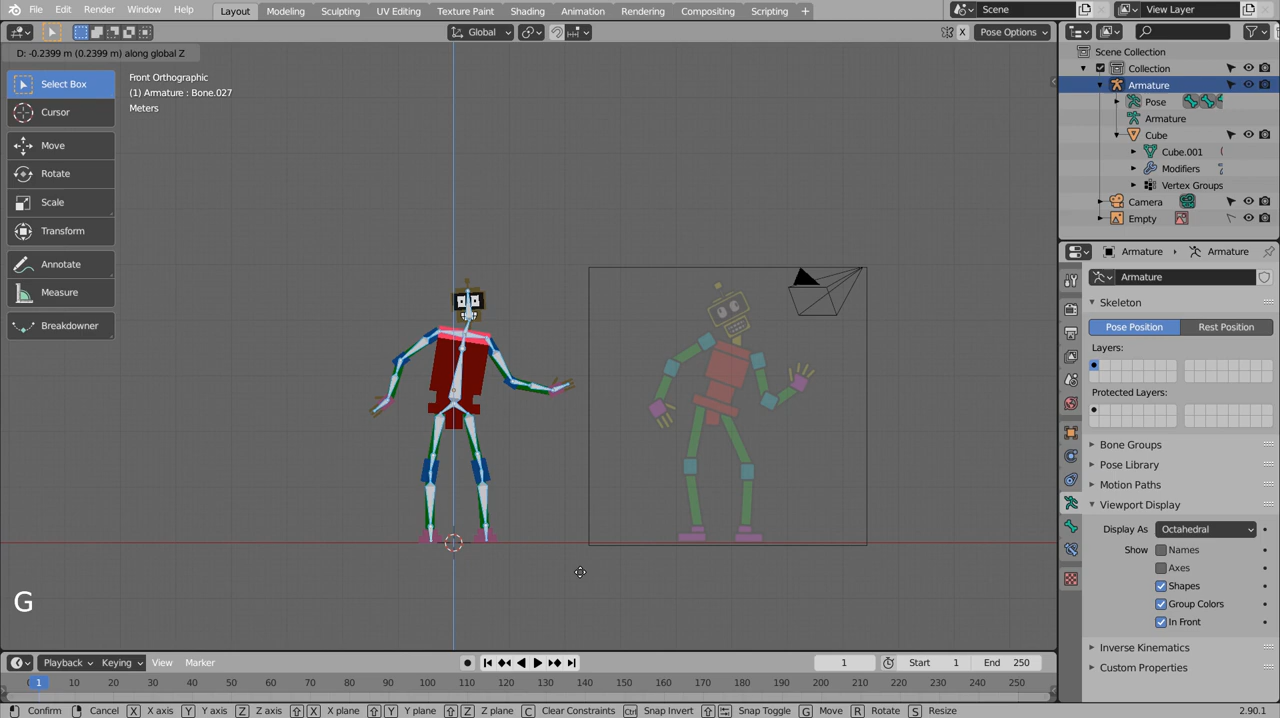 File Edit Render Window Help Layout Modeling Sculpting UV Editing Texture Paint Shading Animation Rendering Compositing Scripting + Scene View Layer
Global X Pose Options
D: -0.2399 m (0.2399 m) along global Z
Select Box
Cursor
Move
Rotate
Scale
Transform
Annotate
Measure
Breakdowner
Front Orthographic
(1) Armature : Bone.027
Meters
G
Scene Collection
Collection
Armature
Pose
Armature
Cube
Cube.001
Modifiers
Vertex Groups
Camera
Empty
Armature Armature
Armature
Skeleton
Pose Position Rest Position
Layers:
Protected Layers:
Bone Groups
Pose Library
Motion Paths
Viewport Display
Display As Octahedral
Show Names
Axes
Shapes
Group Colors
In Front
Inverse Kinematics
Custom Properties
Playback Keying View Marker 1 Start 1 End 250
1 10 20 30 40 50 60 70 80 90 100 110 120 130 140 150 160 170 180 190 200 210 220 230 240 250
Confirm Cancel X X axis Y Y axis Z Z axis X X plane Y Y plane Z Z plane C Clear Constraints Ctrl Snap Invert Snap Toggle G Move R Rotate S Resize 2.90.1